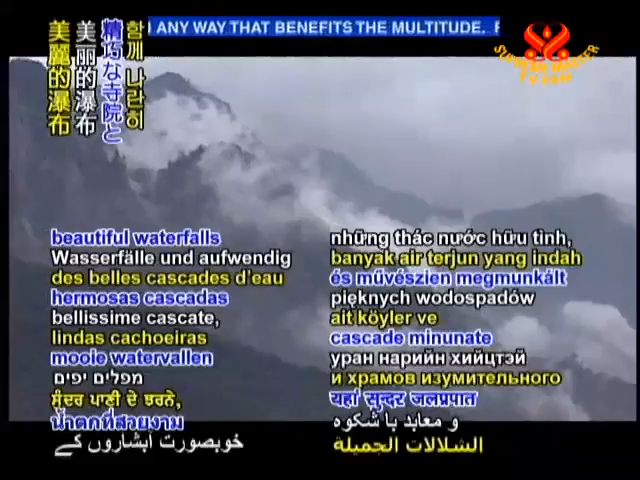 ANY WAY THAT BENEFITS THE MULTITUDE.
SUPREME MASTER
TV.COM
美麗的瀑布
美丽的瀑布
精巧な寺院と
함께 나란히
beautiful waterfalls
Wasserfälle und aufwendig
des belles cascades d'eau
hermosas cascadas
bellissime cascate,
lindas cachoeiras
mooie watervallen
מפלים יפים
ਸੁੰਦਰ ਪਾਣੀ ਦੇ ਝਰਨੇ,
น้ำตกที่สวยงาม
خوبصورت آبشاروں کے
những thác nước hữu tình,
banyak air terjun yang indah
és művészien megmunkált
pięknych wodospadów
ait köyler ve
cascade minunate
уран нарийн хийцтэй
и храмов изумительного
यहां सुन्दर जलप्रपात
و معابد با شکوه
الشلالات الجميلة